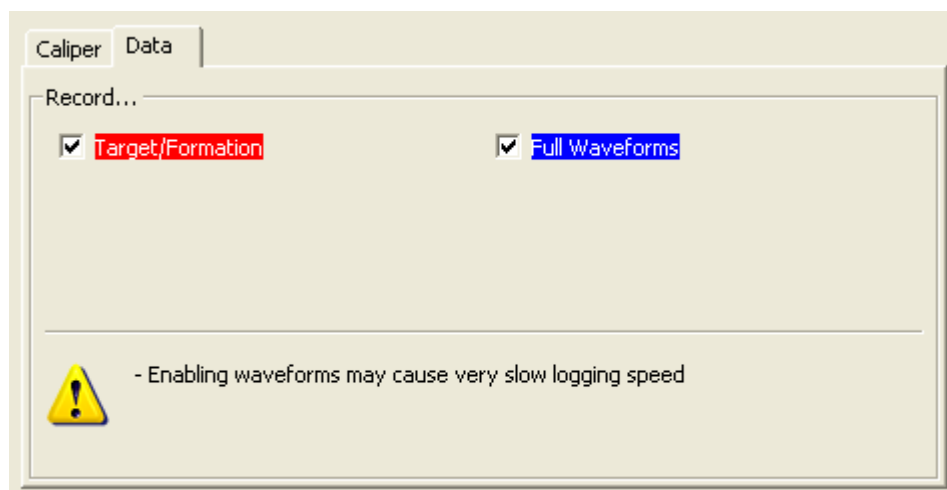 Caliper Data
Record...
Target/Formation Full Waveforms
- Enabling waveforms may cause very slow logging speed